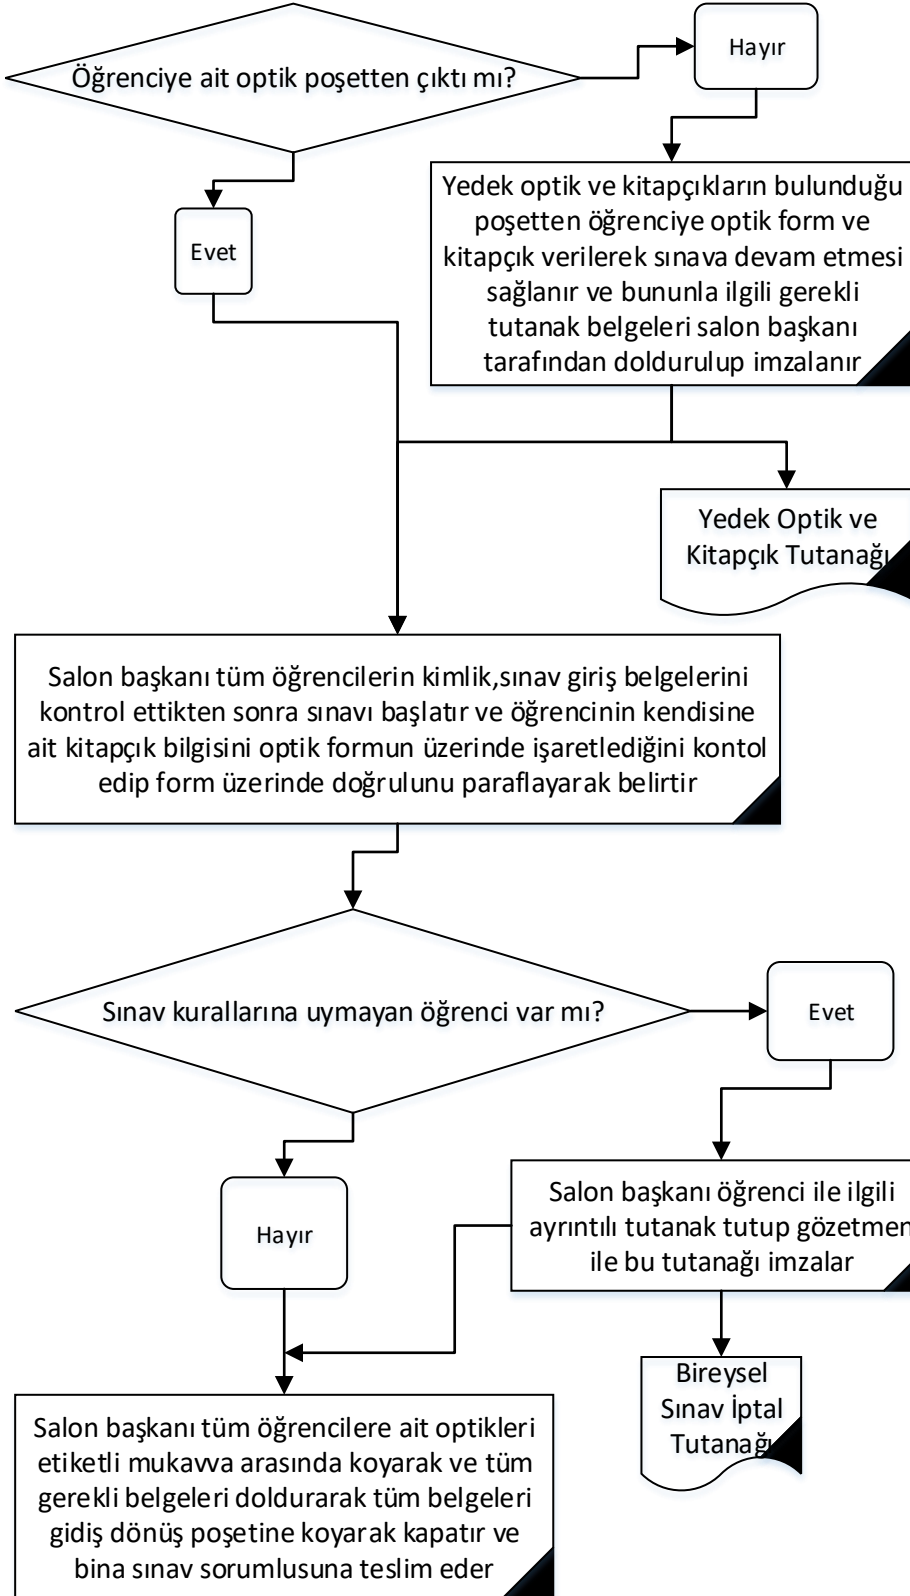 Öğrenciye ait optik poşetten çıktı mı?
Hayır
Evet
Yedek optik ve kitapçıkların bulunduğu
poşetten öğrenciye optik form ve
kitapçık verilerek sınava devam etmesi
sağlanır ve bununla ilgili gerekli
tutanak belgeleri salon başkanı
tarafından doldurulup imzalanır
Yedek Optik ve
Kitapçık Tutanağı
Salon başkanı tüm öğrencilerin kimlik,sınav giriş belgelerini
kontrol ettikten sonra sınavı başlatır ve öğrencinin kendisine
ait kitapçık bilgisini optik formun üzerinde işaretlediğini kontol
edip form üzerinde doğrulunu paraflayarak belirtir
Sınav kurallarına uymayan öğrenci var mı?
Evet
Hayır
Salon başkanı öğrenci ile ilgili
ayrıntılı tutanak tutup gözetmen
ile bu tutanağı imzalar
Bireysel
Sınav İptal
Tutanağı
Salon başkanı tüm öğrencilere ait optikleri
etiketli mukavva arasında koyarak ve tüm
gerekli belgeleri doldurarak tüm belgeleri
gidiş dönüş poşetine koyarak kapatır ve
bina sınav sorumlusuna teslim eder